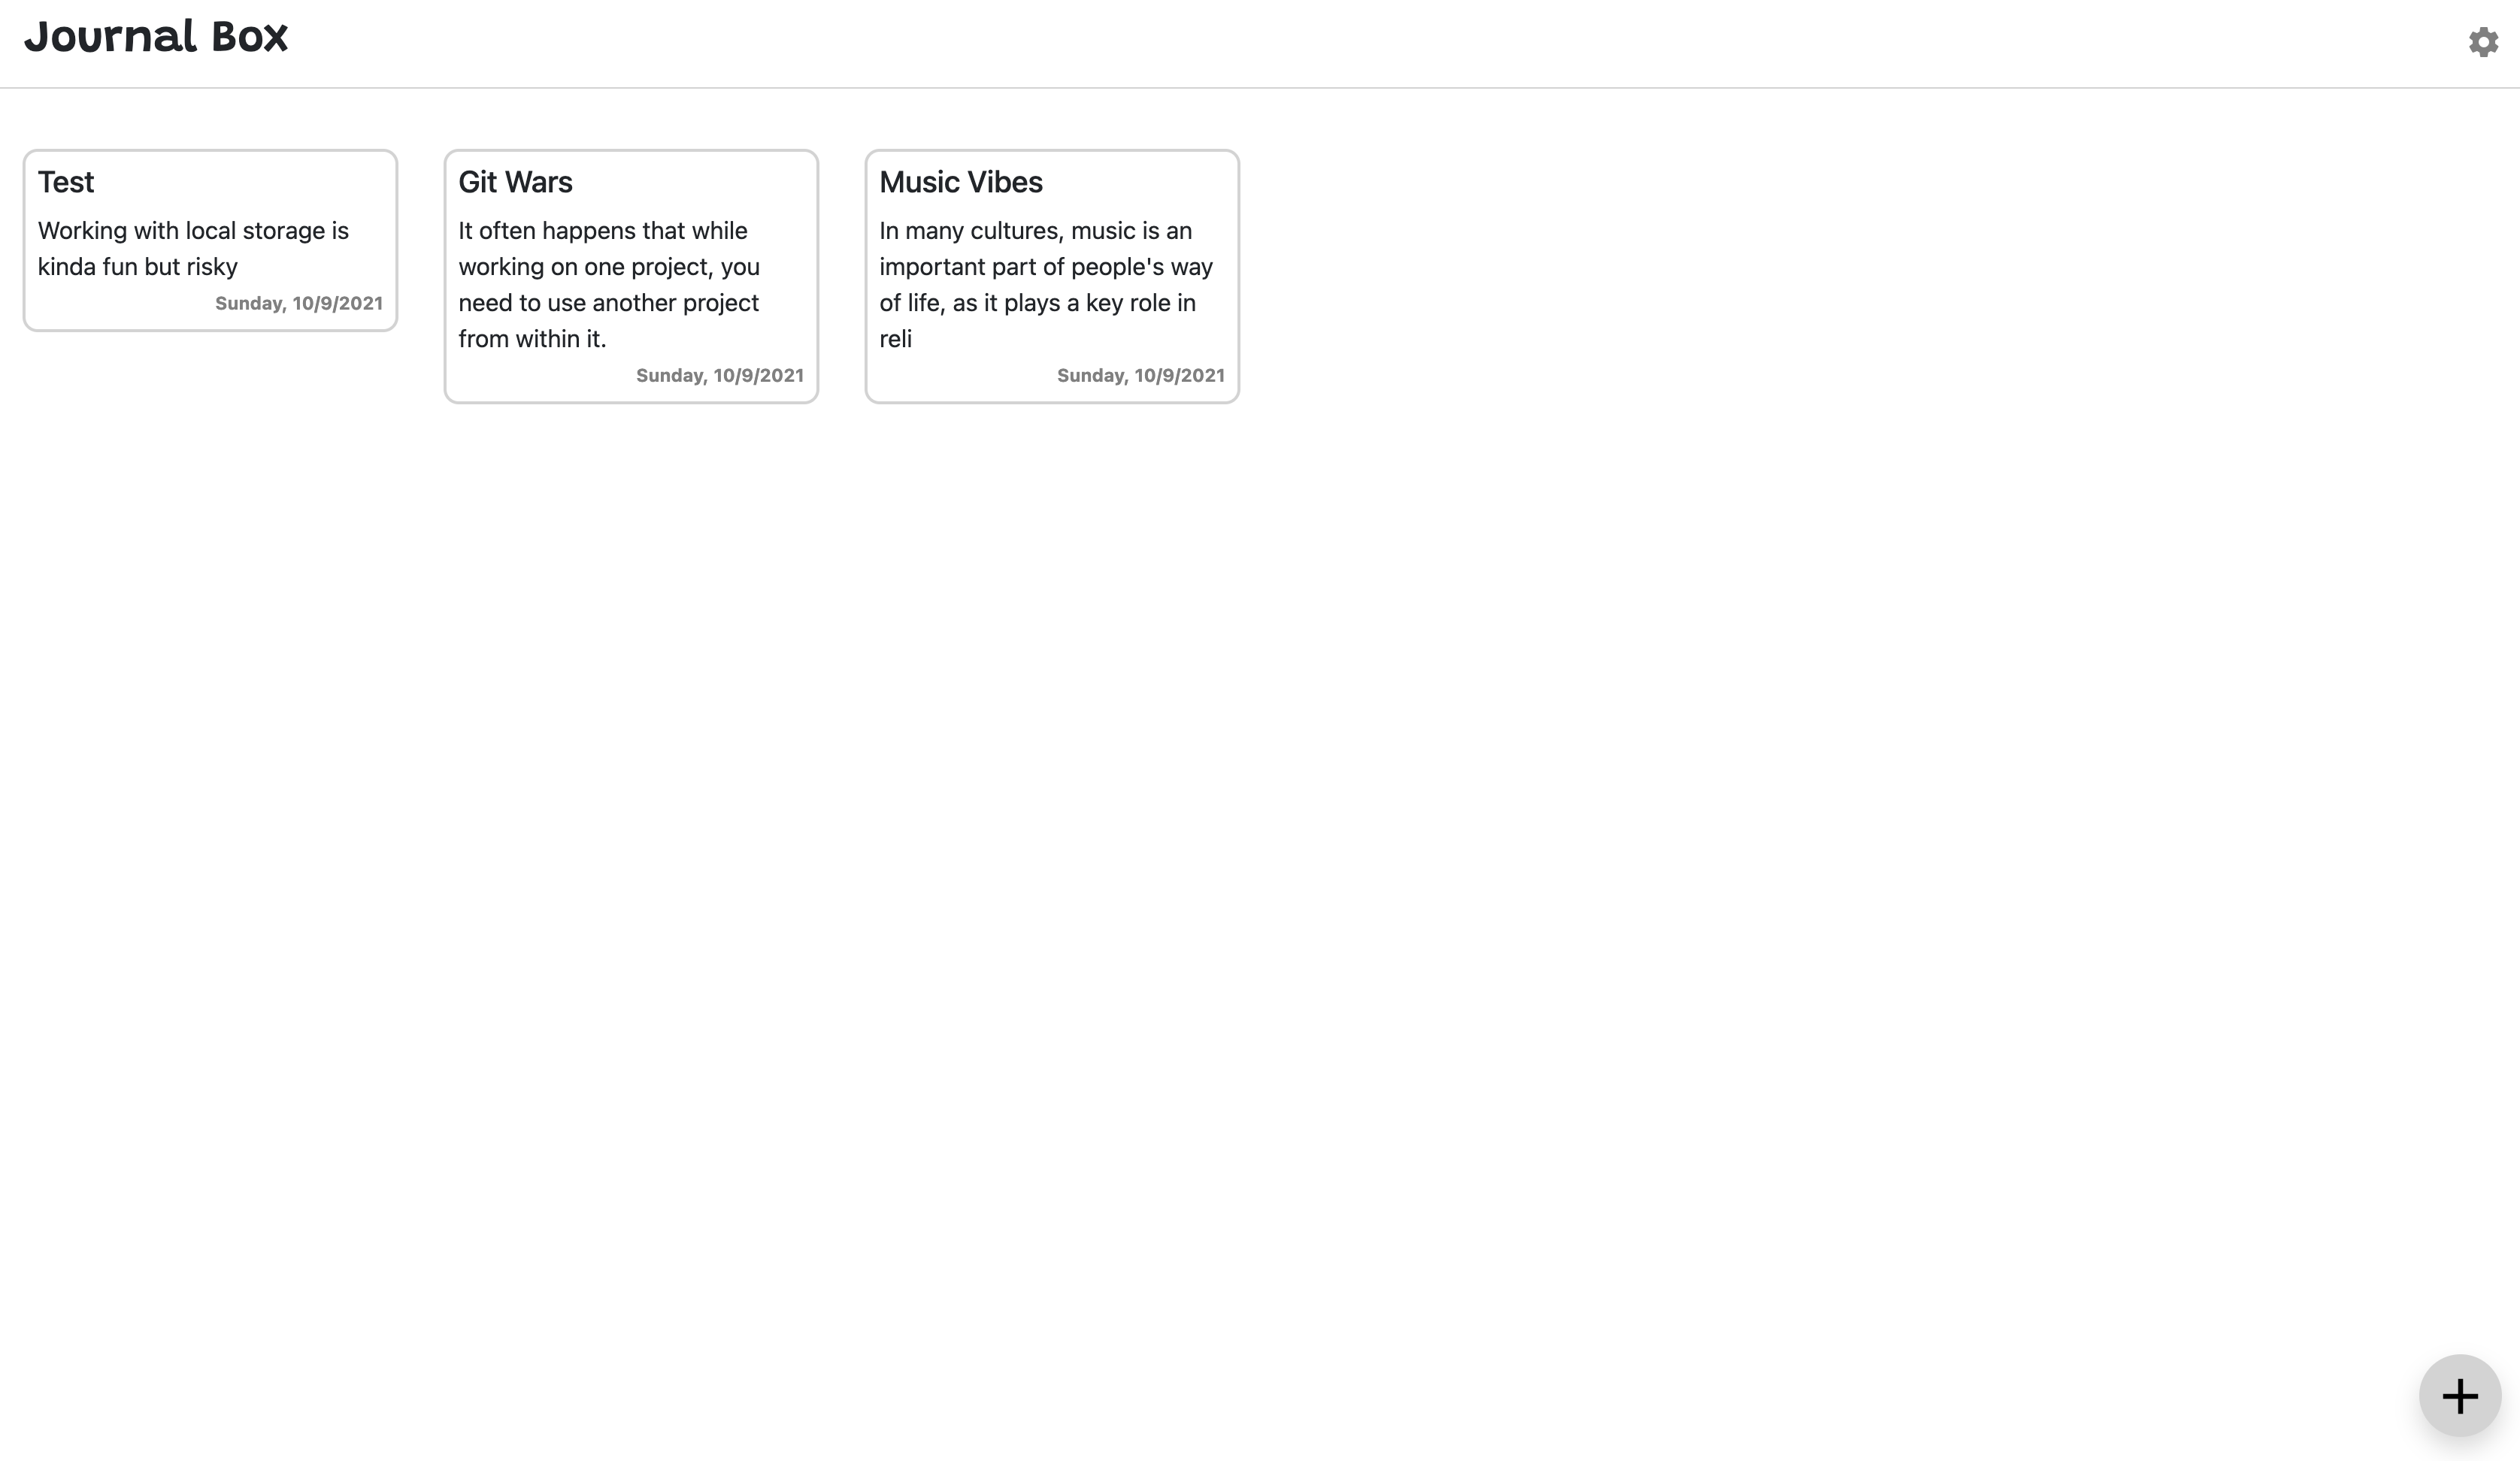 Journal Box
Test
Working with local storage is
kinda fun but risky
Sunday, 10/9/2021
Git Wars
It often happens that while
working on one project, you
need to use another project
from within it.
Sunday, 10/9/2021
Music Vibes
In many cultures, music is an
important part of people's way
of life, as it plays a key role in
reli
Sunday, 10/9/2021